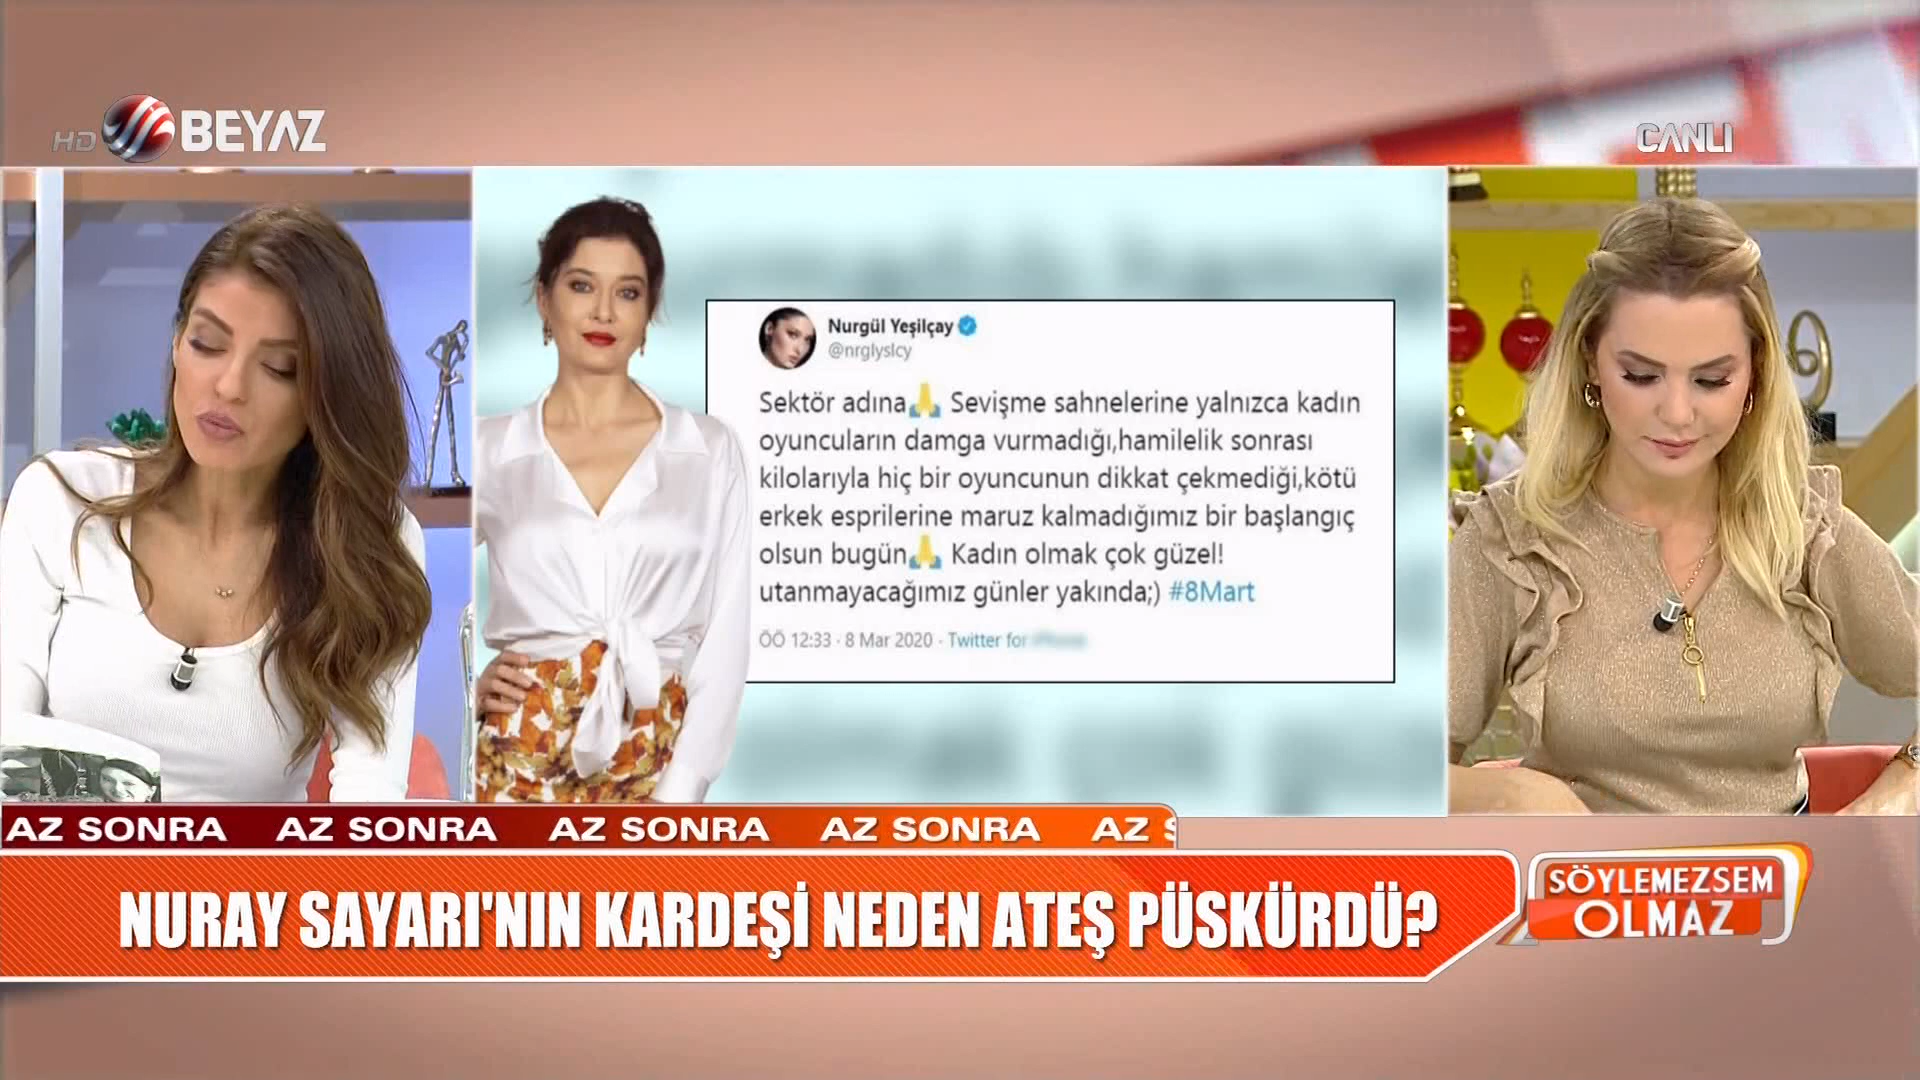 HD BEYAZ
CANLI
Nurgül Yeşilçay
@nrglyslcy
Sektör adına🙏 Sevişme sahnelerine yalnızca kadın
oyuncuların damga vurmadığı,hamilelik sonrası
kilolarıyla hiç bir oyuncunun dikkat çekmediği,kötü
erkek esprilerine maruz kalmadığımız bir başlangıç
olsun bugün🙏 Kadın olmak çok güzel!
utanmayacağımız günler yakında;) #8Mart
ÖÖ 12:33 · 8 Mar 2020 · Twitter for
AZ SONRA AZ SONRA AZ SONRA AZ SONRA AZ S
NURAY SAYARI'NIN KARDEŞİ NEDEN ATEŞ PÜSKÜRDÜ?
SÖYLEMEZSEM
OLMAZ